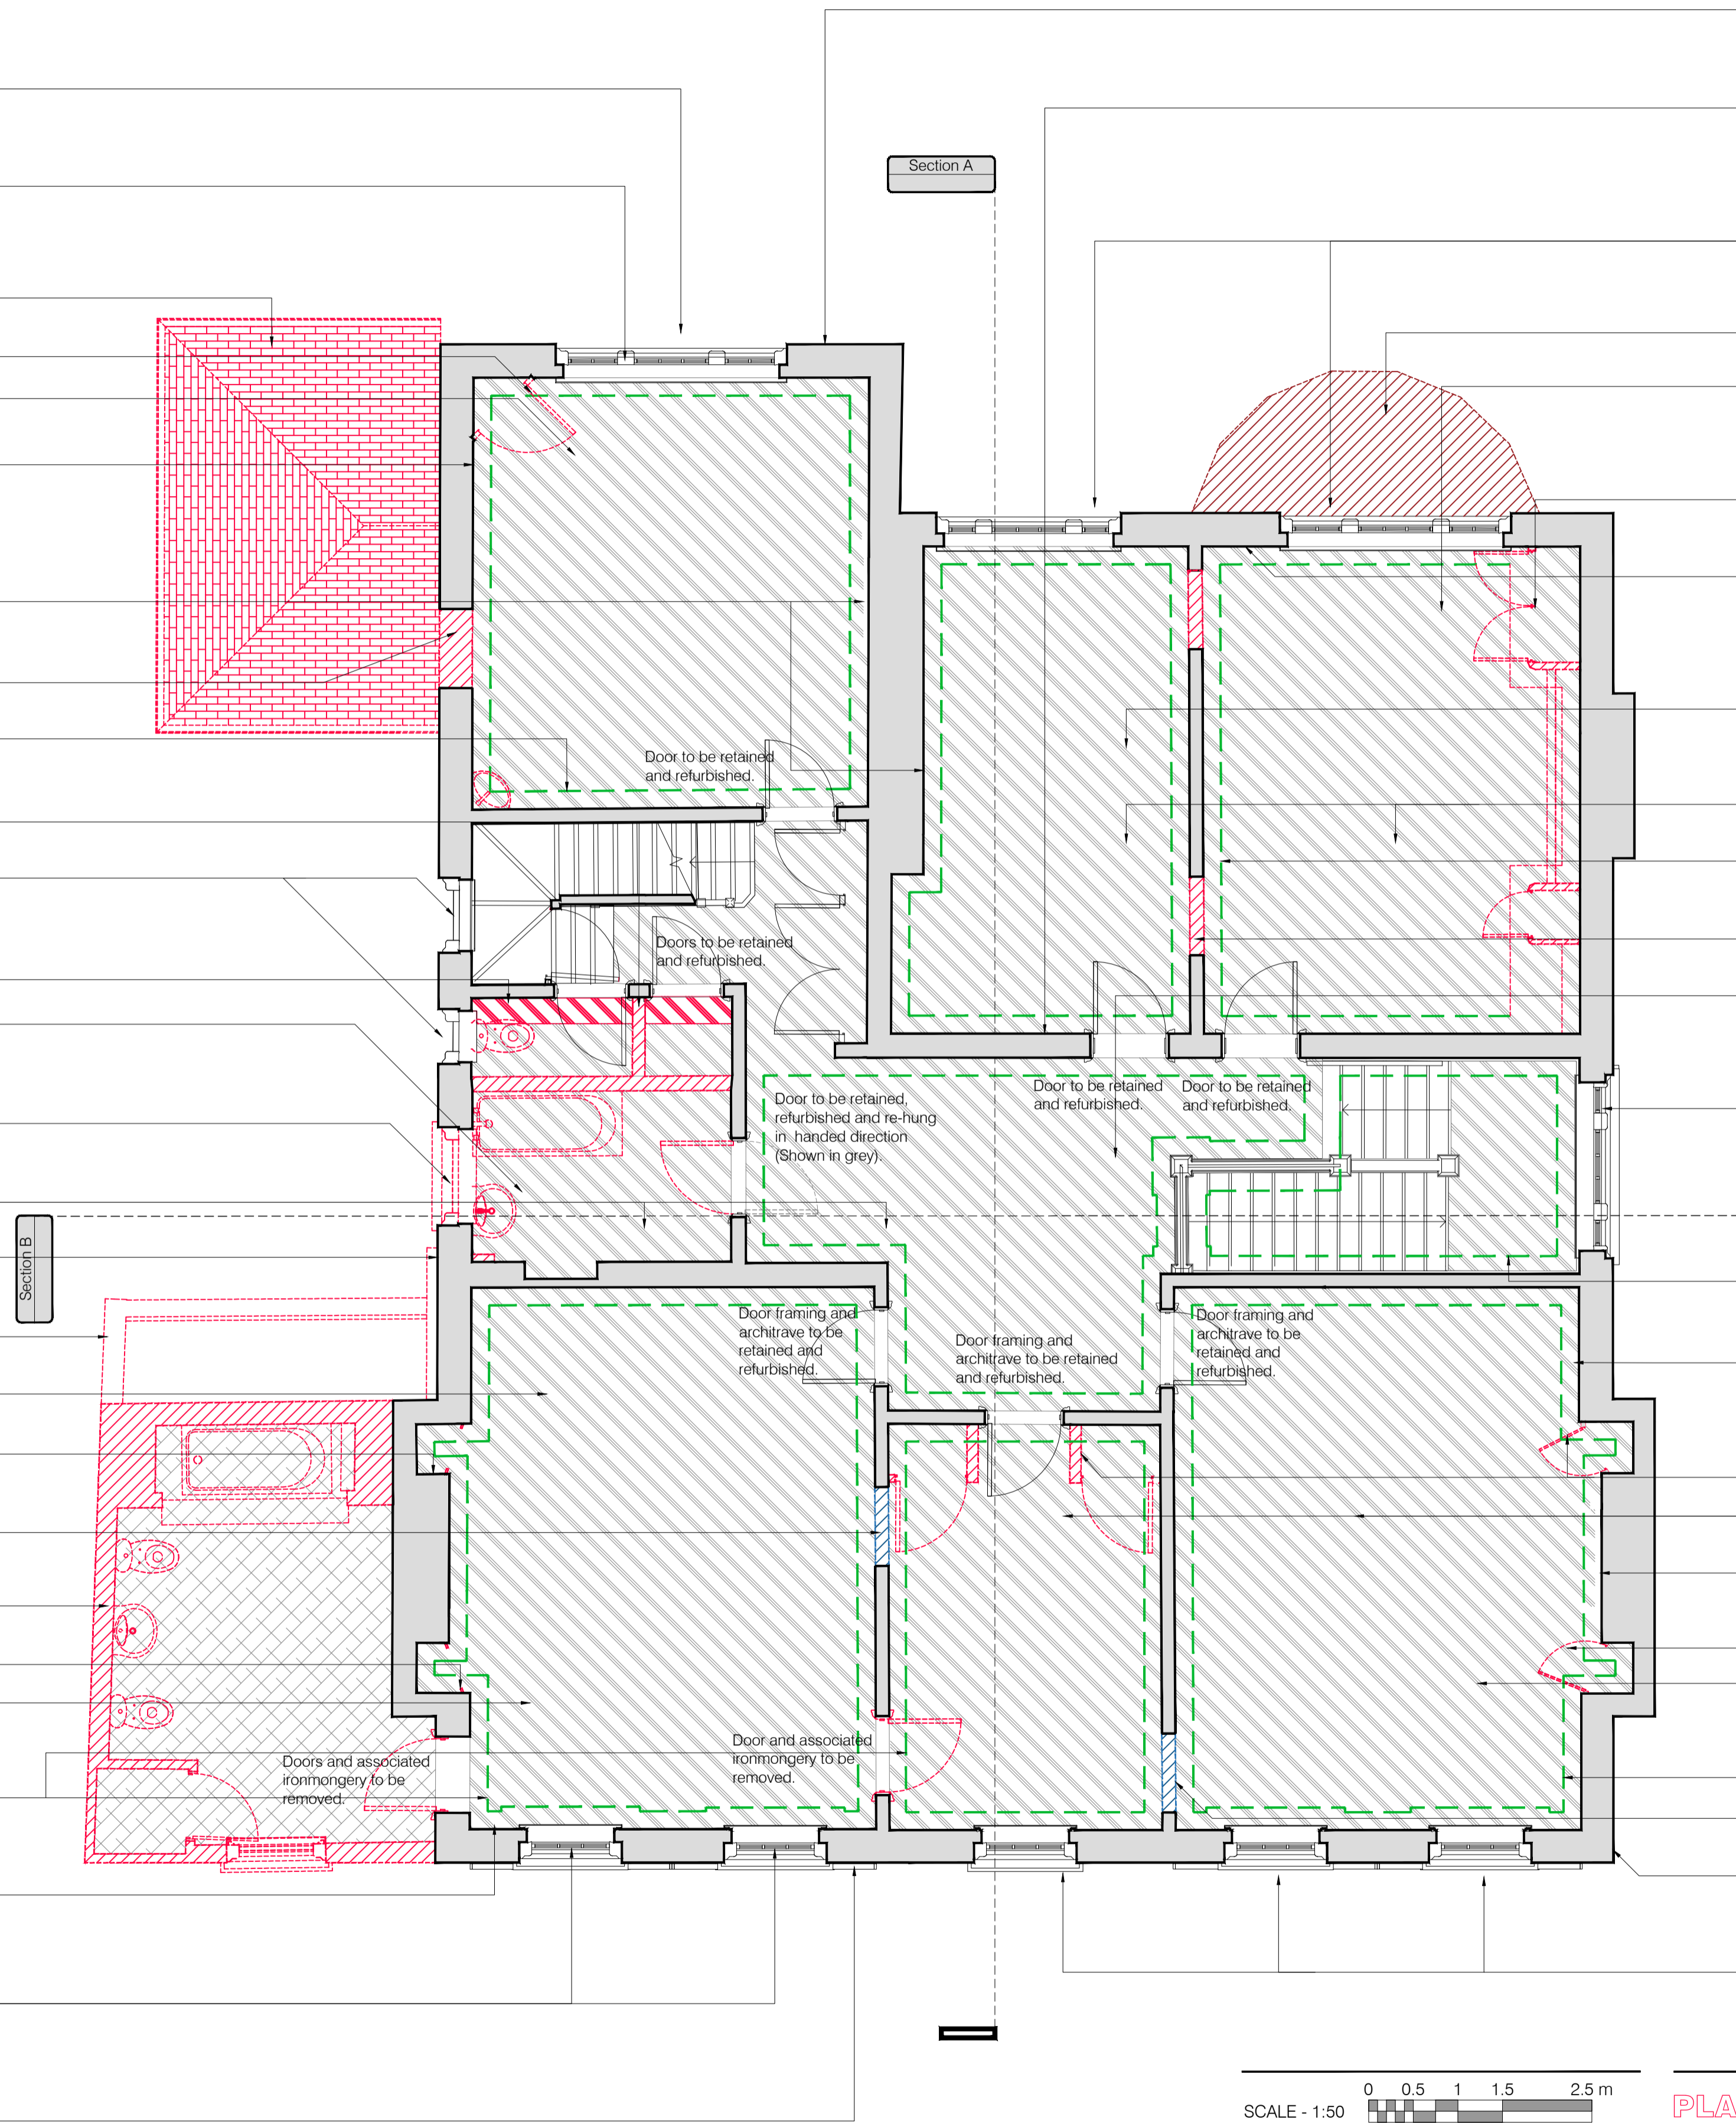 Section A
Door to be retained
and refurbished.
Doors to be retained
and refurbished.
Door to be retained,
refurbished and re-hung
in handed direction
(Shown in grey).
Door to be retained
and refurbished.
Door to be retained
and refurbished.
Section B
Door framing and
architrave to be
retained and
refurbished.
Door framing and
architrave to be retained
and refurbished.
Door framing and
architrave to be
retained and
refurbished.
Doors and associated
ironmongery to be
removed.
Door and associated
ironmongery to be
removed.
SCALE - 1:50
0 0.5 1 1.5 2.5 m
PLA